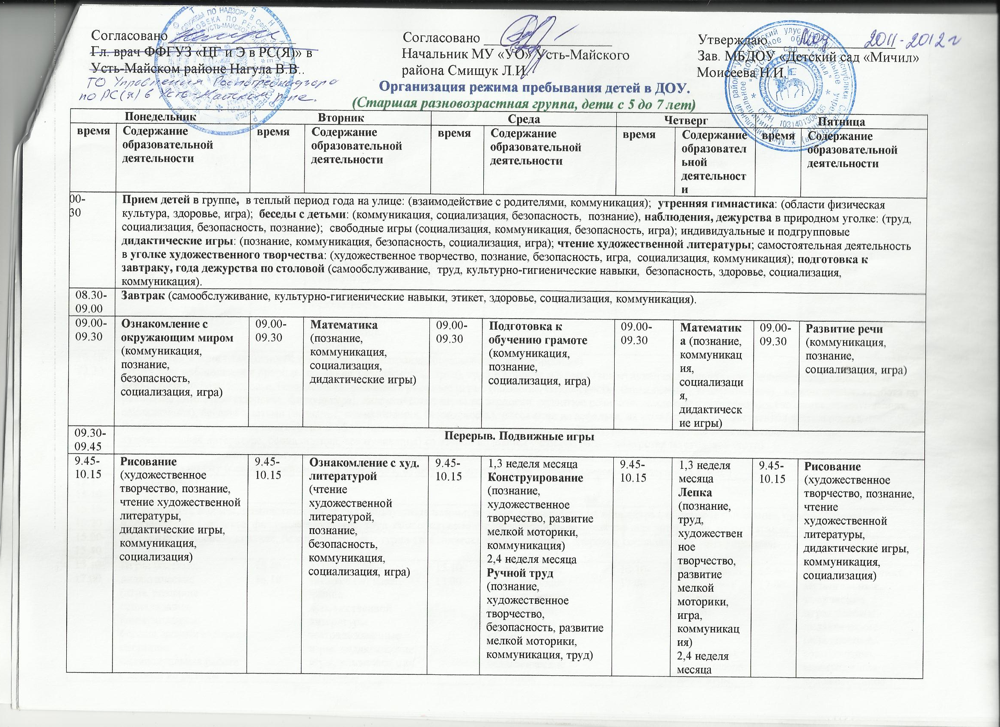 Согласовано
Гл. врач ФФГУЗ «ЦГ и Э в РС(Я)» в
Усть-Майском районе Нагула В.В..
ТО Управления Роспотребнадзора
по РС(я) в Усть-Майском р-не.
Согласовано
Начальник МУ «УО» Усть-Майского
района Смищук Л.И.
Утверждаю 2011-2012 г
Зав. МБДОУ «Детский сад «Мичил»
Моисеева Н.И.
ОГРН 1031401308135
Организация режима пребывания детей в ДОУ.
(Старшая разновозрастная группа, дети с 5 до 7 лет)
Понедельник Вторник Среда Четверг Пятница
время
Содержание
образовательной
деятельности
время
Содержание
образовательной
деятельности
время
Содержание
образовательной
деятельности
время
Содержание
образовател
ьной
деятельност
и
время
Содержание
образовательной
деятельности
00-
30
Прием детей в группе, в теплый период года на улице: (взаимодействие с родителями, коммуникация); утренняя гимнастика: (области физическая
культура, здоровье, игра); беседы с детьми: (коммуникация, социализация, безопасность, познание), наблюдения, дежурства в природном уголке: (труд,
социализация, безопасность, познание); свободные игры (социализация, коммуникация, безопасность, игра); индивидуальные и подгрупповые
дидактические игры: (познание, коммуникация, безопасность, социализация, игра); чтение художественной литературы; самостоятельная деятельность
в уголке художественного творчества: (художественное творчество, познание, безопасность, игра, социализация, коммуникация); подготовка к
завтраку, года дежурства по столовой (самообслуживание, труд, культурно-гигиенические навыки, безопасность, здоровье, социализация,
коммуникация).
08.30-
09.00
Завтрак (самообслуживание, культурно-гигиенические навыки, этикет, здоровье, социализация, коммуникация).
09.00-
09.30
Ознакомление с
окружающим миром
(коммуникация,
познание,
безопасность,
социализация, игра)
09.00-
09.30
Математика
(познание,
коммуникация,
социализация,
дидактические игры)
09.00-
09.30
Подготовка к
обучению грамоте
(коммуникация,
познание,
социализация, игра)
09.00-
09.30
Математик
а (познание,
коммуникац
ия,
социализаци
я,
дидактическ
ие игры)
09.00-
09.30
Развитие речи
(коммуникация,
познание,
социализация, игра)
09.30-
09.45
Перерыв. Подвижные игры
9.45-
10.15
Рисование
(художественное
творчество, познание,
чтение художественной
литературы,
дидактические игры,
коммуникация,
социализация)
9.45-
10.15
Ознакомление с худ.
литературой
(чтение
художественной
литературой,
познание,
безопасность,
коммуникация,
социализация, игра)
9.45-
10.15
1,3 неделя месяца
Конструирование
(познание,
художественное
творчество, развитие
мелкой моторики,
коммуникация)
2,4 неделя месяца
Ручной труд
(познание,
художественное
творчество,
безопасность, развитие
мелкой моторики,
коммуникация, труд)
9.45-
10.15
1,3 неделя
месяца
Лепка
(познание,
труд,
художествен
ное
творчество,
развитие
мелкой
моторики,
игра,
коммуникац
ия)
2,4 неделя
месяца
9.45-
10.15
Рисование
(художественное
творчество, познание,
чтение
художественной
литературы,
дидактические игры,
коммуникация,
социализация)